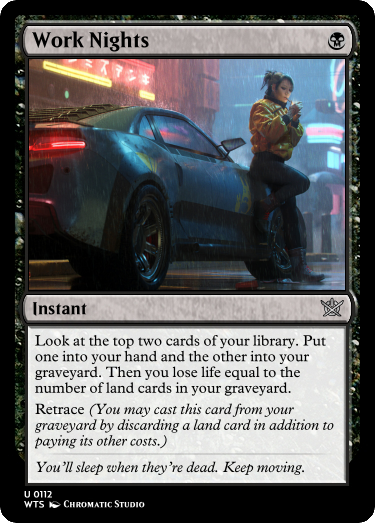 Work Nights
Instant
Look at the top two cards of your library. Put
one into your hand and the other into your
graveyard. Then you lose life equal to the
number of land cards in your graveyard.
Retrace (You may cast this card from your
graveyard by discarding a land card in addition to
paying its other costs.)
You'll sleep when they're dead. Keep moving.
U 0112
WTS Chromatic Studio